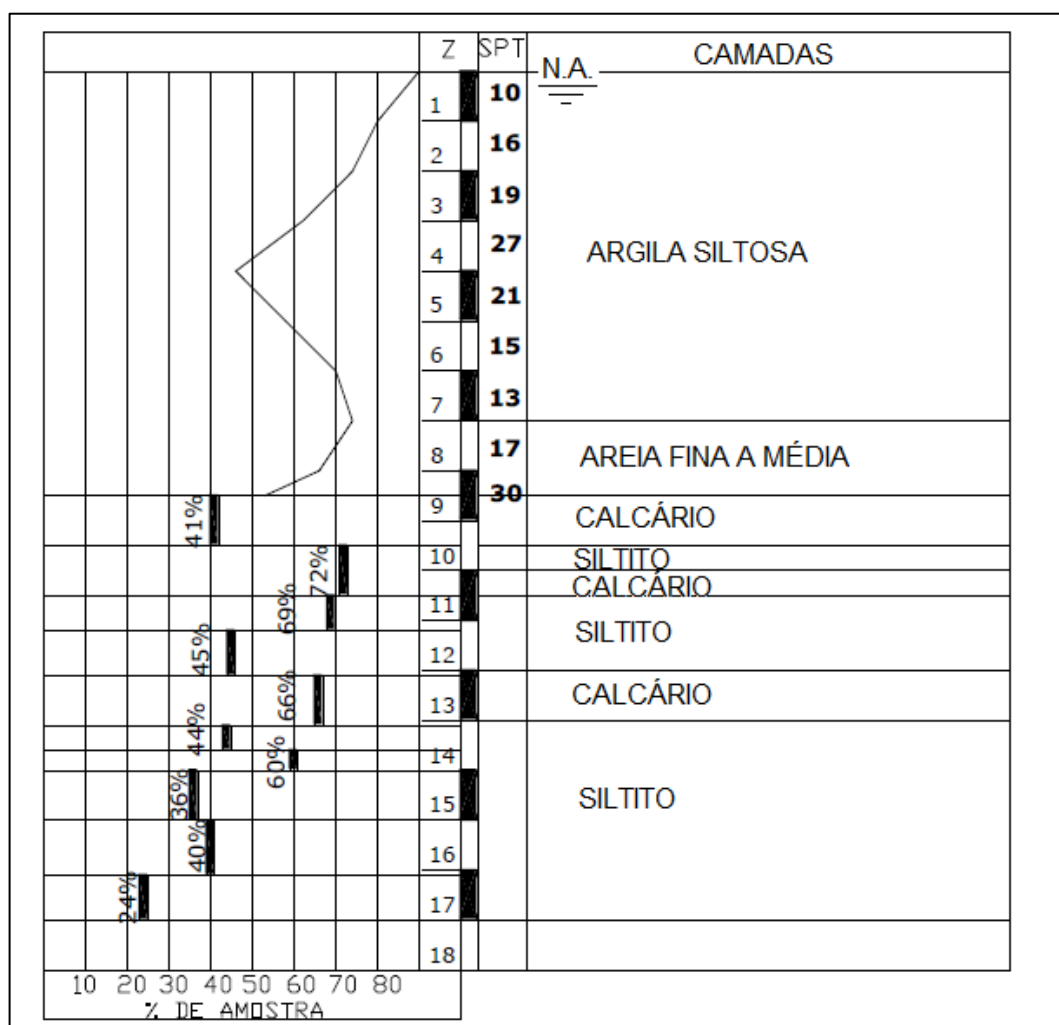 Z SPT CAMADAS
N.A.
1 10
2 16
3 19
4 27 ARGILA SILTOSA
5 21
6 15
7 13
8 17 AREIA FINA A MÉDIA
9 30
41% CALCÁRIO
72% 10 SILTITO
CALCÁRIO
69% 11
SILTITO
45% 12
66% 13 CALCÁRIO
44%
60% 14
36% 15 SILTITO
40% 16
24% 17
18
10 20 30 40 50 60 70 80
% DE AMOSTRA